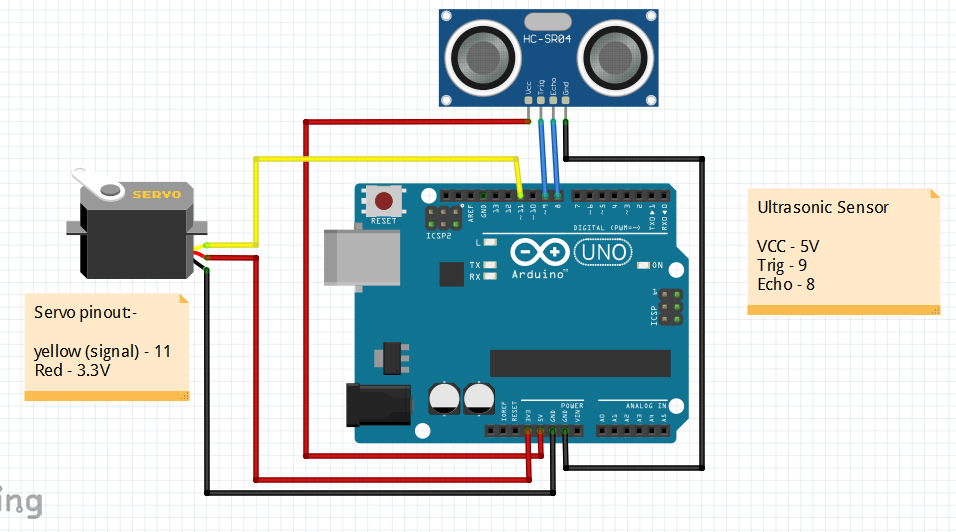 HC-SR04
Vcc
Trig
Echo
Gnd
SERVO
RESET
ICSP2
AREF
GND
13
12
~11
~10
~9
8
7
~6
~5
4
~3
2
TX0▶1
RX0◀0
DIGITAL (PWM=~)
L
TX
RX
Arduino™
UNO
ON
ICSP
1
Ultrasonic Sensor
VCC - 5V
Trig - 9
Echo - 8
Servo pinout:-
yellow (signal) - 11
Red - 3.3V
POWER
ANALOG IN
IOREF
RESET
3V3
5V
GND
GND
VIN
A0
A1
A2
A3
A4
A5
ing